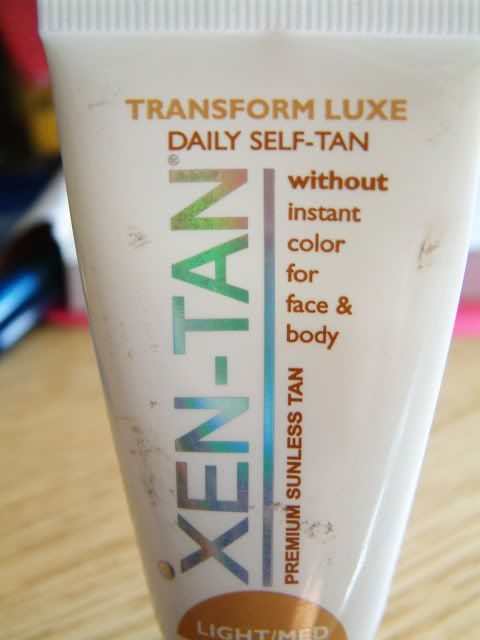 TRANSFORM LUXE
DAILY SELF-TAN
XEN-TAN®
without
instant
color
for
face &
body
PREMIUM SUNLESS TAN
LIGHT/MED